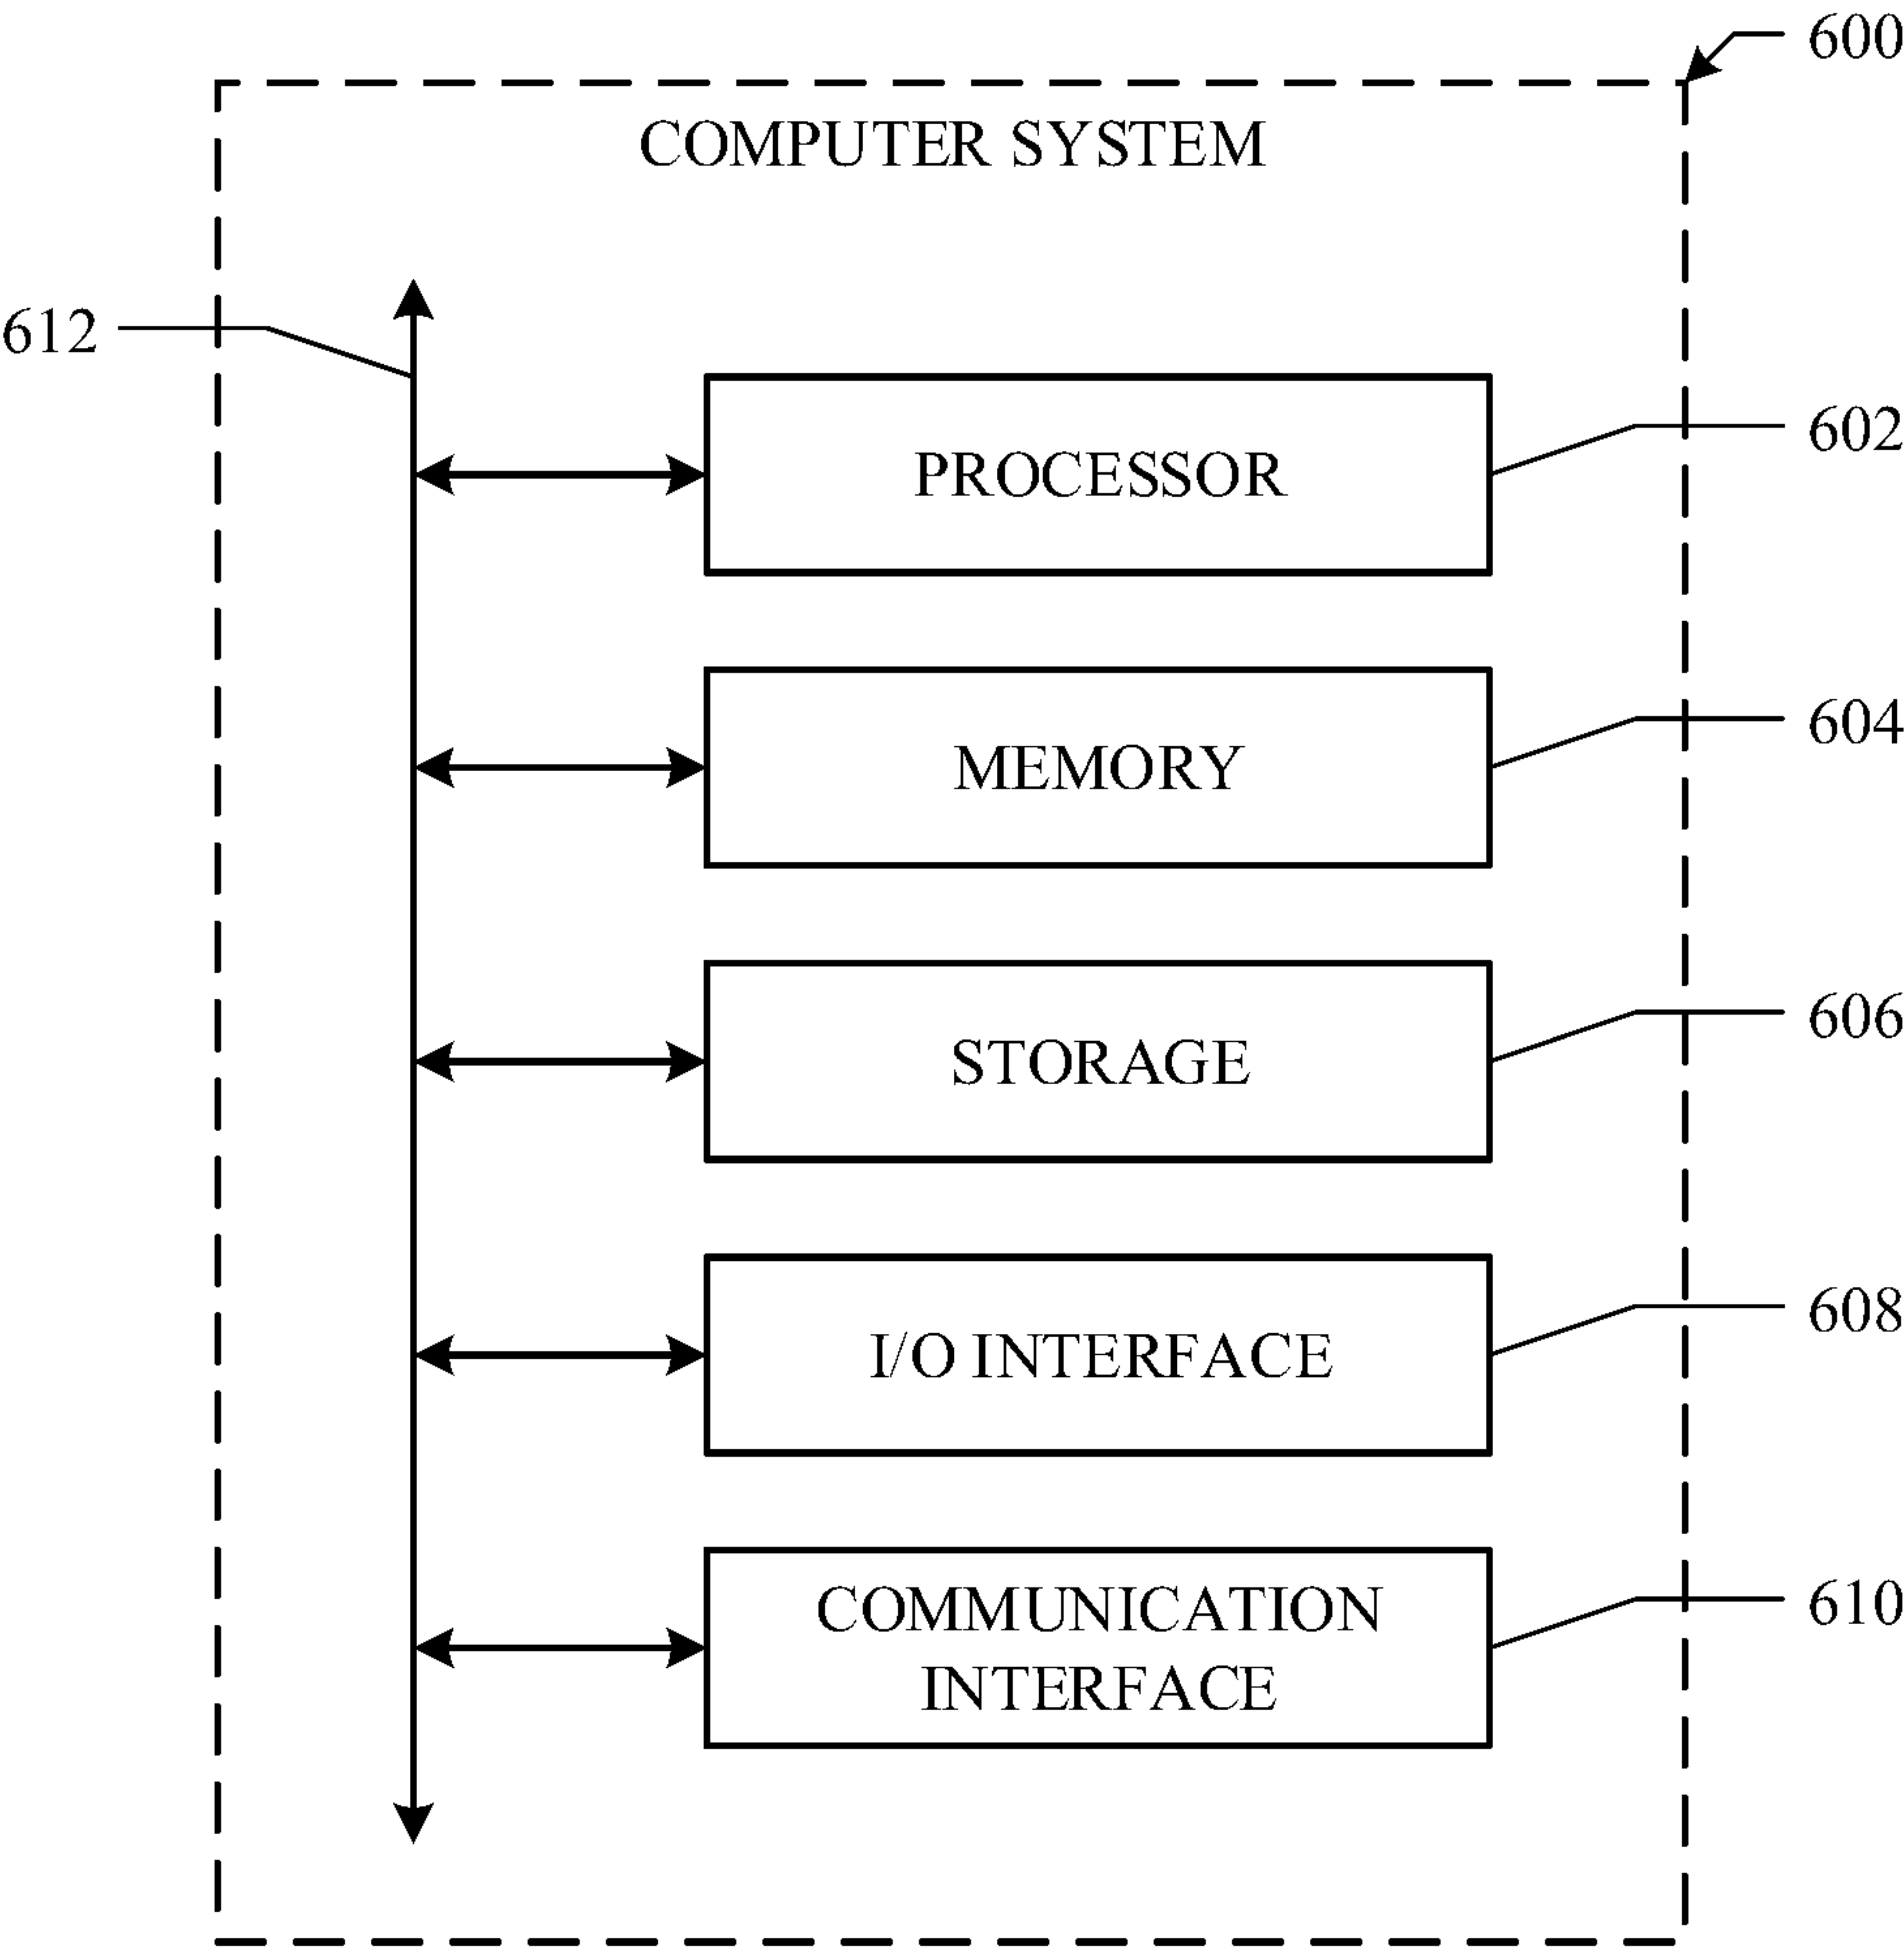 600
COMPUTER SYSTEM
612
602
PROCESSOR
604
MEMORY
606
STORAGE
608
I/O INTERFACE
610
COMMUNICATION
INTERFACE